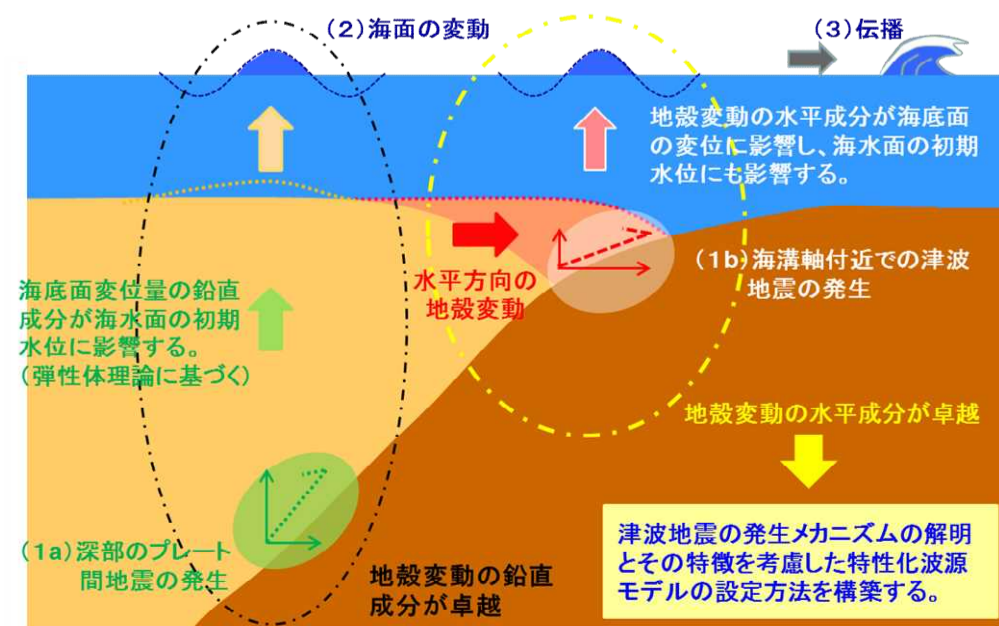 (2)海面の変動
(3)伝播
地殻変動の水平成分が海底面
の変位に影響し、海水面の初期
水位にも影響する。
(1b)海溝軸付近での津波
地震の発生
水平方向の
地殻変動
海底面変位量の鉛直
成分が海水面の初期
水位に影響する。
(弾性体理論に基づく)
地殻変動の水平成分が卓越
(1a)深部のプレート
間地震の発生
地殻変動の鉛直
成分が卓越
津波地震の発生メカニズムの解明
とその特徴を考慮した特性化波源
モデルの設定方法を構築する。